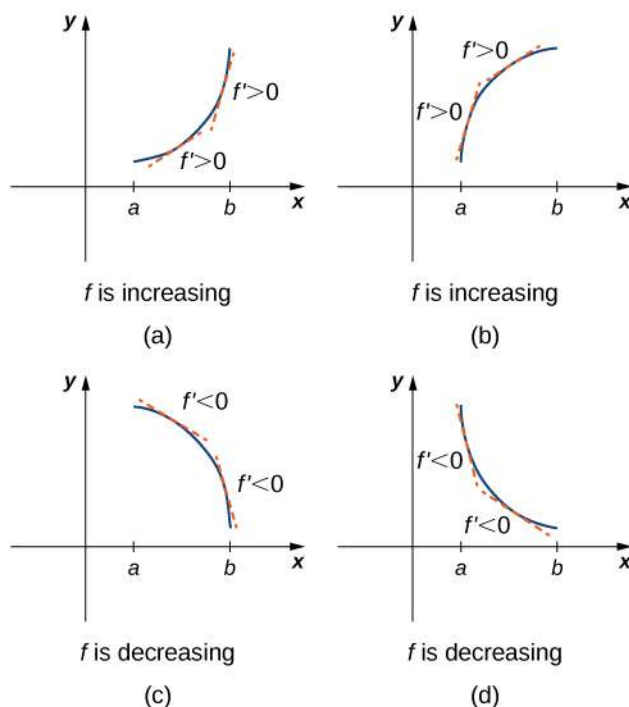 y
f'>0
f'>0
a
b
x
f is increasing
(a)
y
f'>0
f'>0
a
b
x
f is increasing
(b)
y
f'<0
f'<0
a
b
x
f is decreasing
(c)
y
f'<0
f'<0
a
b
x
f is decreasing
(d)